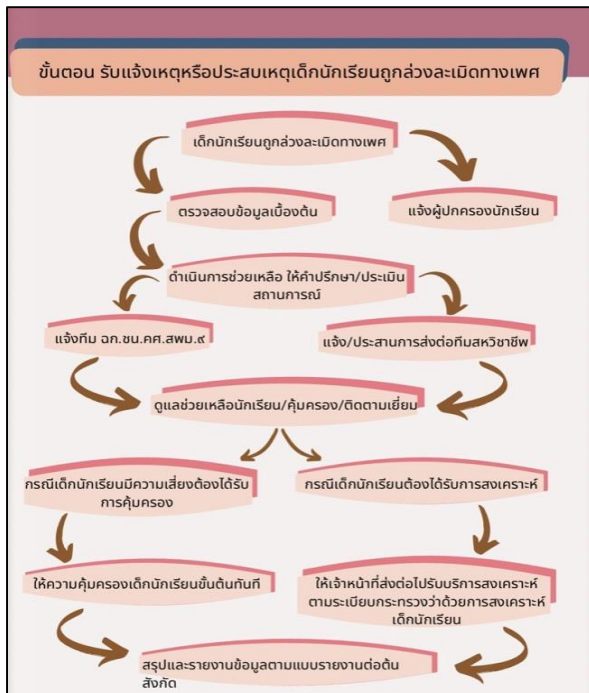 ขั้นตอน รับแจ้งเหตุหรือประสบเหตุเด็กนักเรียนถูกล่วงละเมิดทางเพศ
เด็กนักเรียนถูกล่วงละเมิดทางเพศ
ตรวจสอบข้อมูลเบื้องต้น
แจ้งผู้ปกครองนักเรียน
ดำเนินการช่วยเหลือ ให้คำปรึกษา/ประเมิน
สถานการณ์
แจ้งทีม ฉก.ชน.คศ.สพม.๙
แจ้ง/ประสานการส่งต่อทีมสหวิชาชีพ
ดูแลช่วยเหลือนักเรียน/คุ้มครอง/ติดตามเยี่ยม
กรณีเด็กนักเรียนมีความเสี่ยงต้องได้รับ
การคุ้มครอง
กรณีเด็กนักเรียนต้องได้รับการสงเคราะห์
ให้ความคุ้มครองเด็กนักเรียนขั้นต้นทันที
ให้เจ้าหน้าที่ส่งต่อไปรับบริการสงเคราะห์
ตามระเบียบกระทรวงว่าด้วยการสงเคราะห์
เด็กนักเรียน
สรุปและรายงานข้อมูลตามแบบรายงานต่อต้น
สังกัด